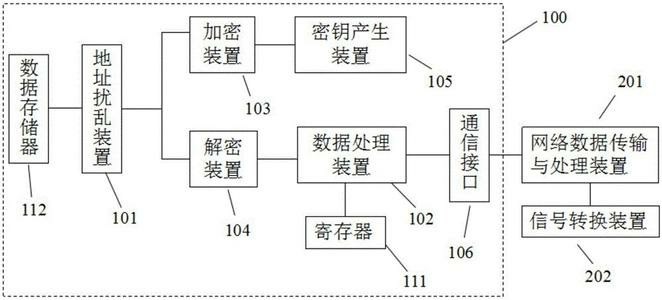 数据存储器
112
地址扰乱装置
101
加密
装置
103
密钥产生
装置
105
100
解密
装置
104
数据处理
装置
102
寄存器
111
通信接口
106
201
网络数据传输
与处理装置
信号转换装置
202